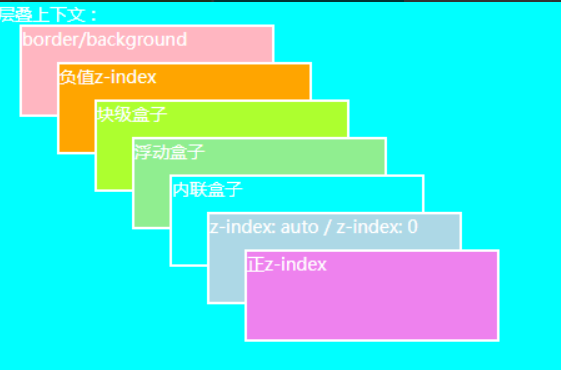 层叠上下文：
border/background
负值z-index
块级盒子
浮动盒子
内联盒子
z-index: auto / z-index: 0
正z-index